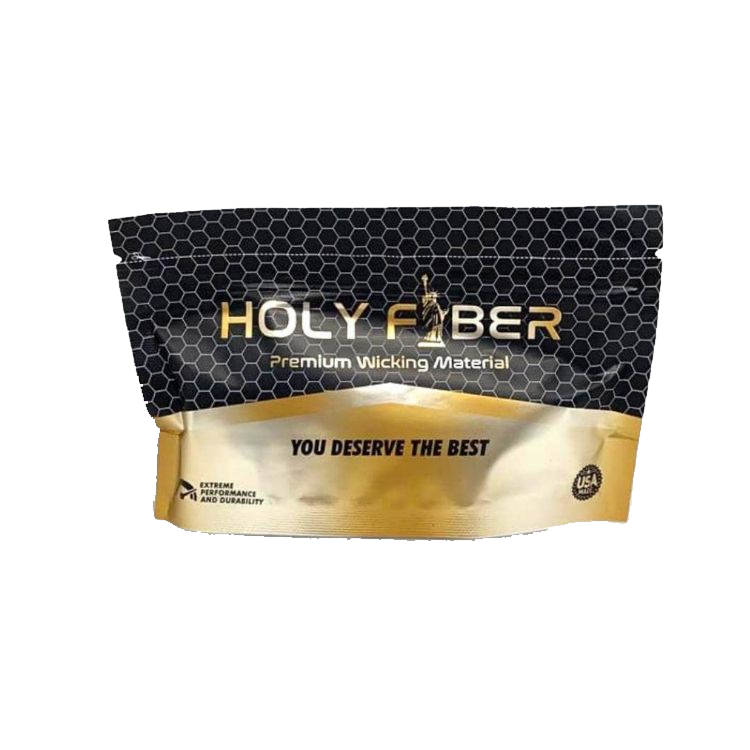 HOLY FIBER
Premium Wicking Material
YOU DESERVE THE BEST
EXTREME
PERFORMANCE
AND DURABILITY
USA